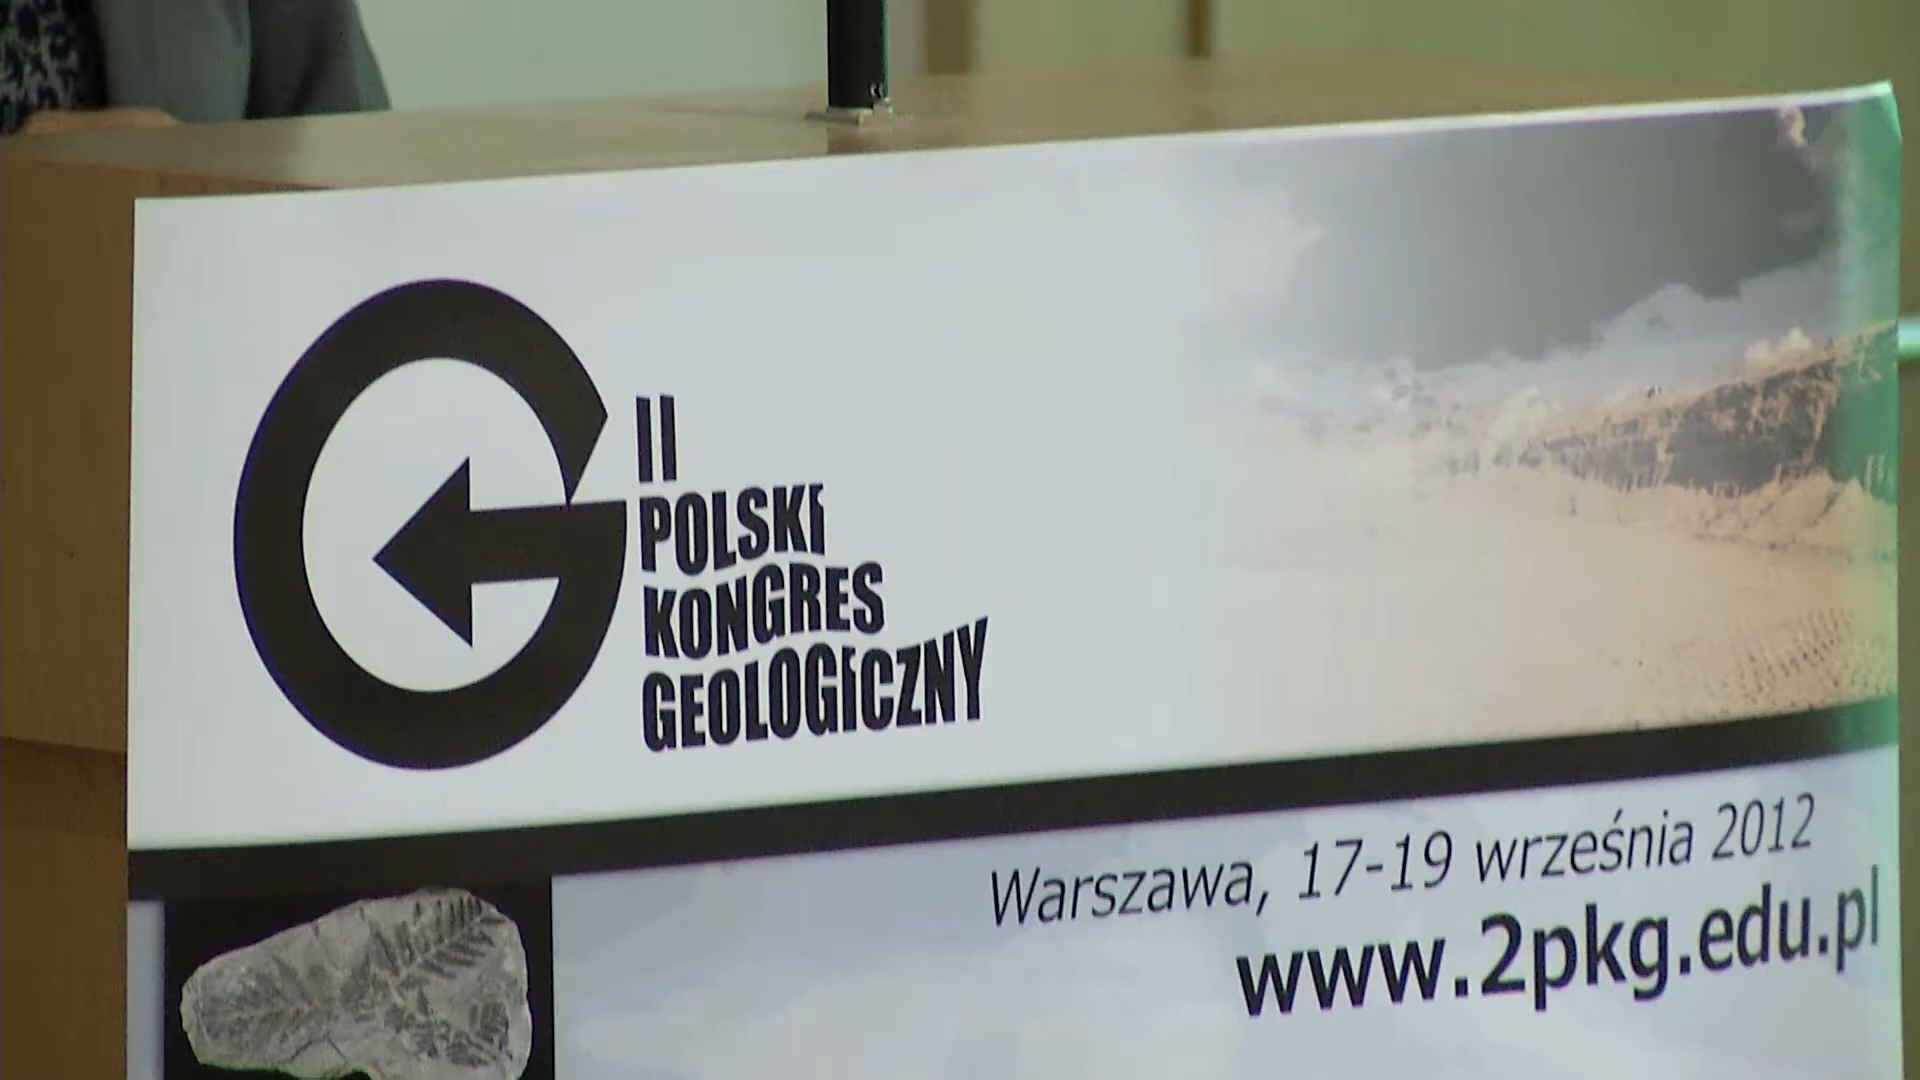 II
POLSKI
KONGRES
GEOLOGICZNY
Warszawa, 17-19 września 2012
www.2pkg.edu.pl